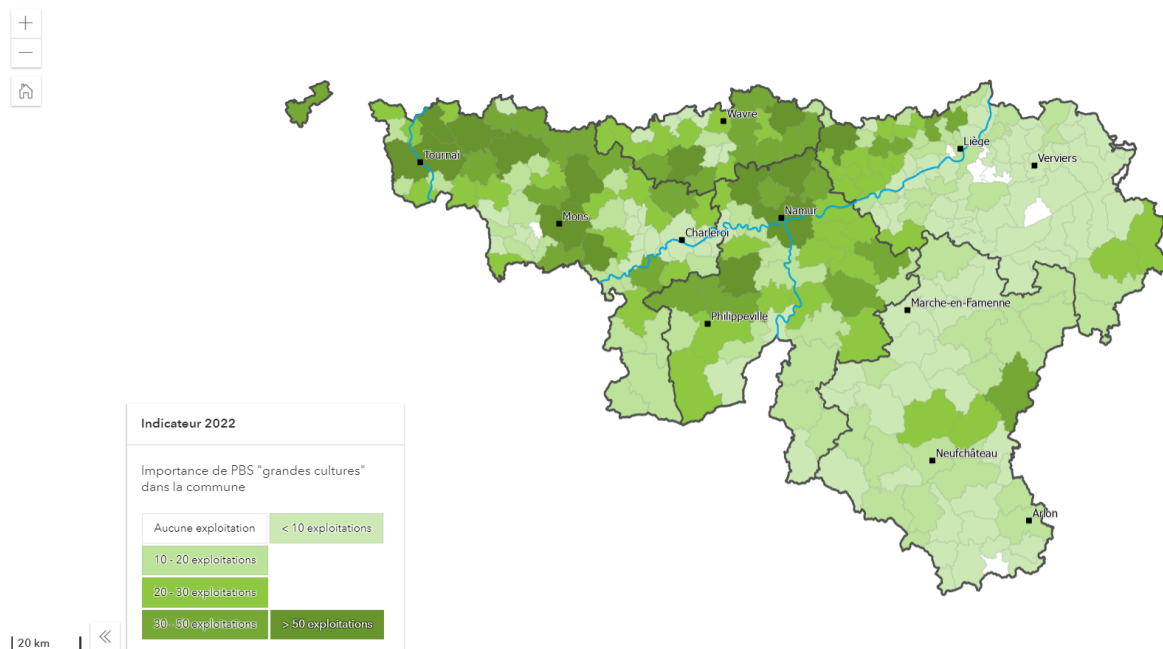 Wavre
Liège
Tournai
Verviers
Namur
Mons
Charleroi
Marche-en-Famenne
Philippeville
Indicateur 2022
Importance de PBS "grandes cultures"
dans la commune
Aucune exploitation
< 10 exploitations
10 - 20 exploitations
20 - 30 exploitations
30 - 50 exploitations
> 50 exploitations
Neufchâteau
Arlon
20 km